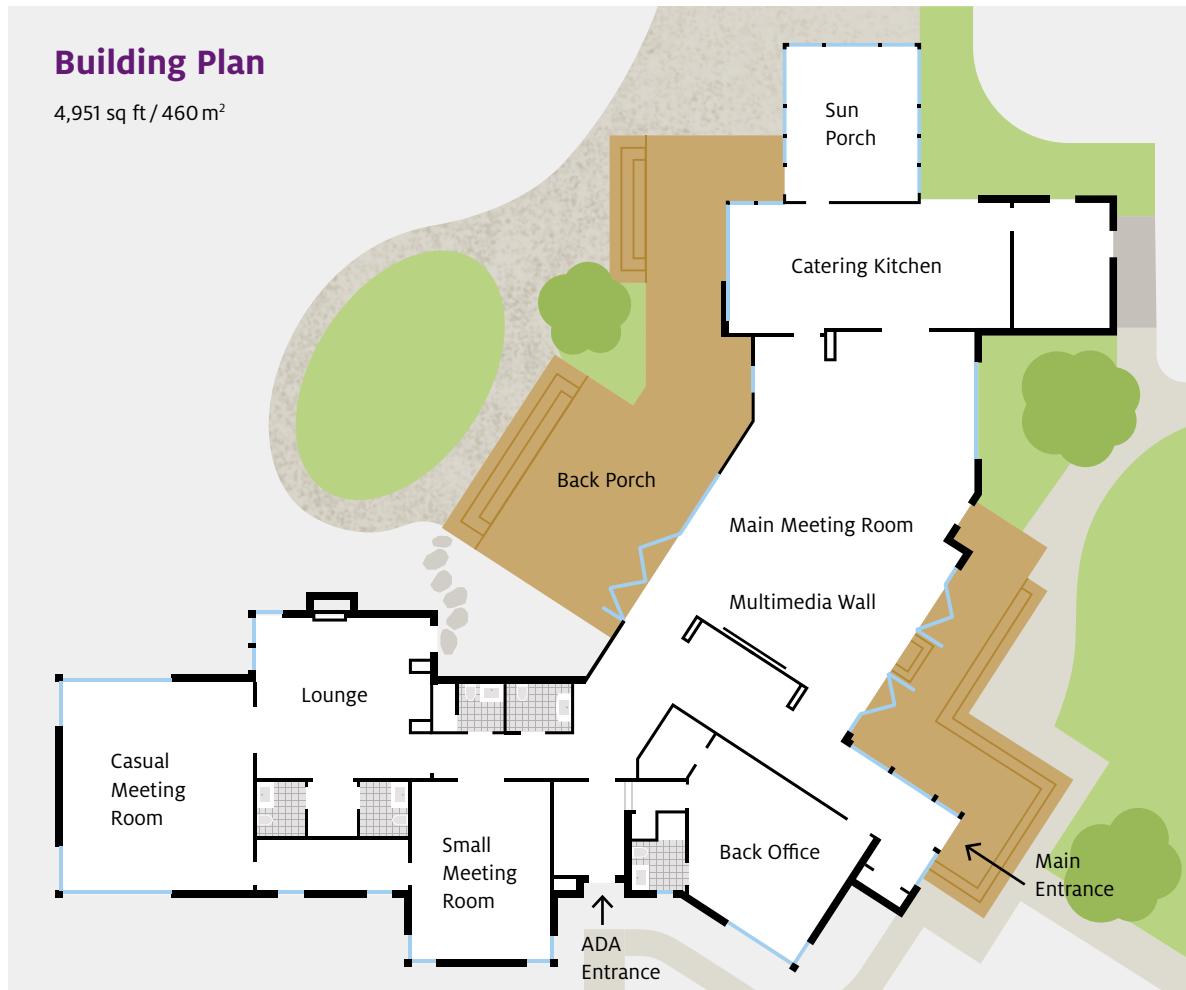 Building Plan
4,951 sq ft / 460 m²
Sun
Porch
Catering Kitchen
Back Porch
Main Meeting Room
Multimedia Wall
Lounge
Casual
Meeting
Room
Small
Meeting
Room
Back Office
Main
Entrance
ADA
Entrance